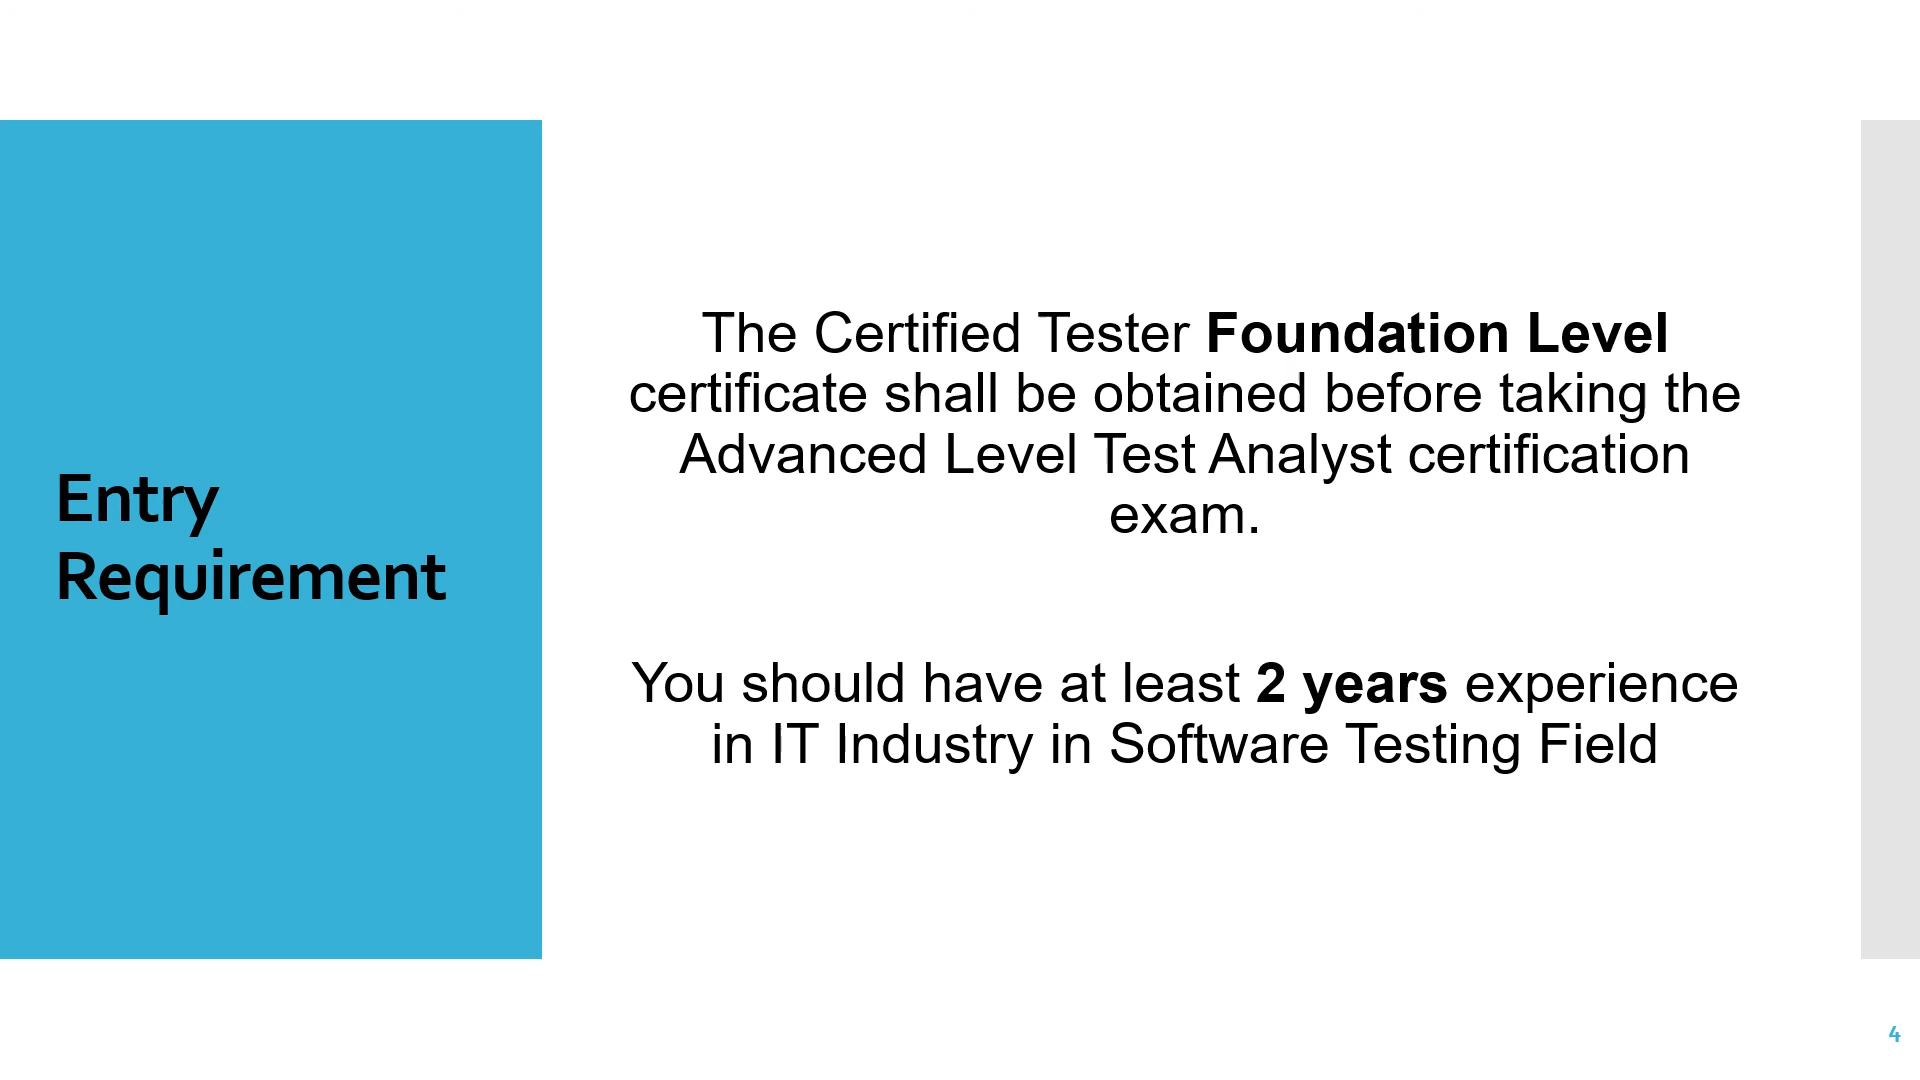 Entry
Requirement
The Certified Tester Foundation Level
certificate shall be obtained before taking the
Advanced Level Test Analyst certification
exam.
You should have at least 2 years experience
in IT Industry in Software Testing Field
4